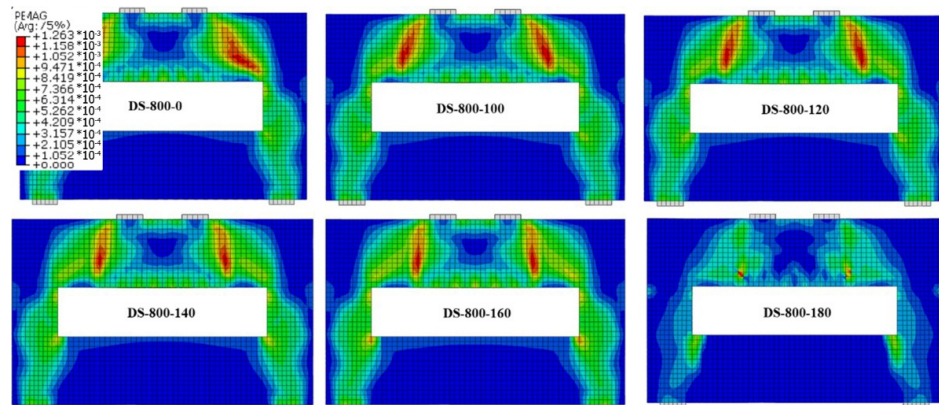 PEMAG
(Avg: 75%)
+1.263*10⁻³
+1.158*10⁻³
+1.052*10⁻³
+9.471*10⁻⁴
+8.419*10⁻⁴
+7.366*10⁻⁴
+6.314*10⁻⁴
+5.262*10⁻⁴
+4.209*10⁻⁴
+3.157*10⁻⁴
+2.105*10⁻⁴
+1.052*10⁻⁴
+0.000
DS-800-0
DS-800-100
DS-800-120
DS-800-140
DS-800-160
DS-800-180